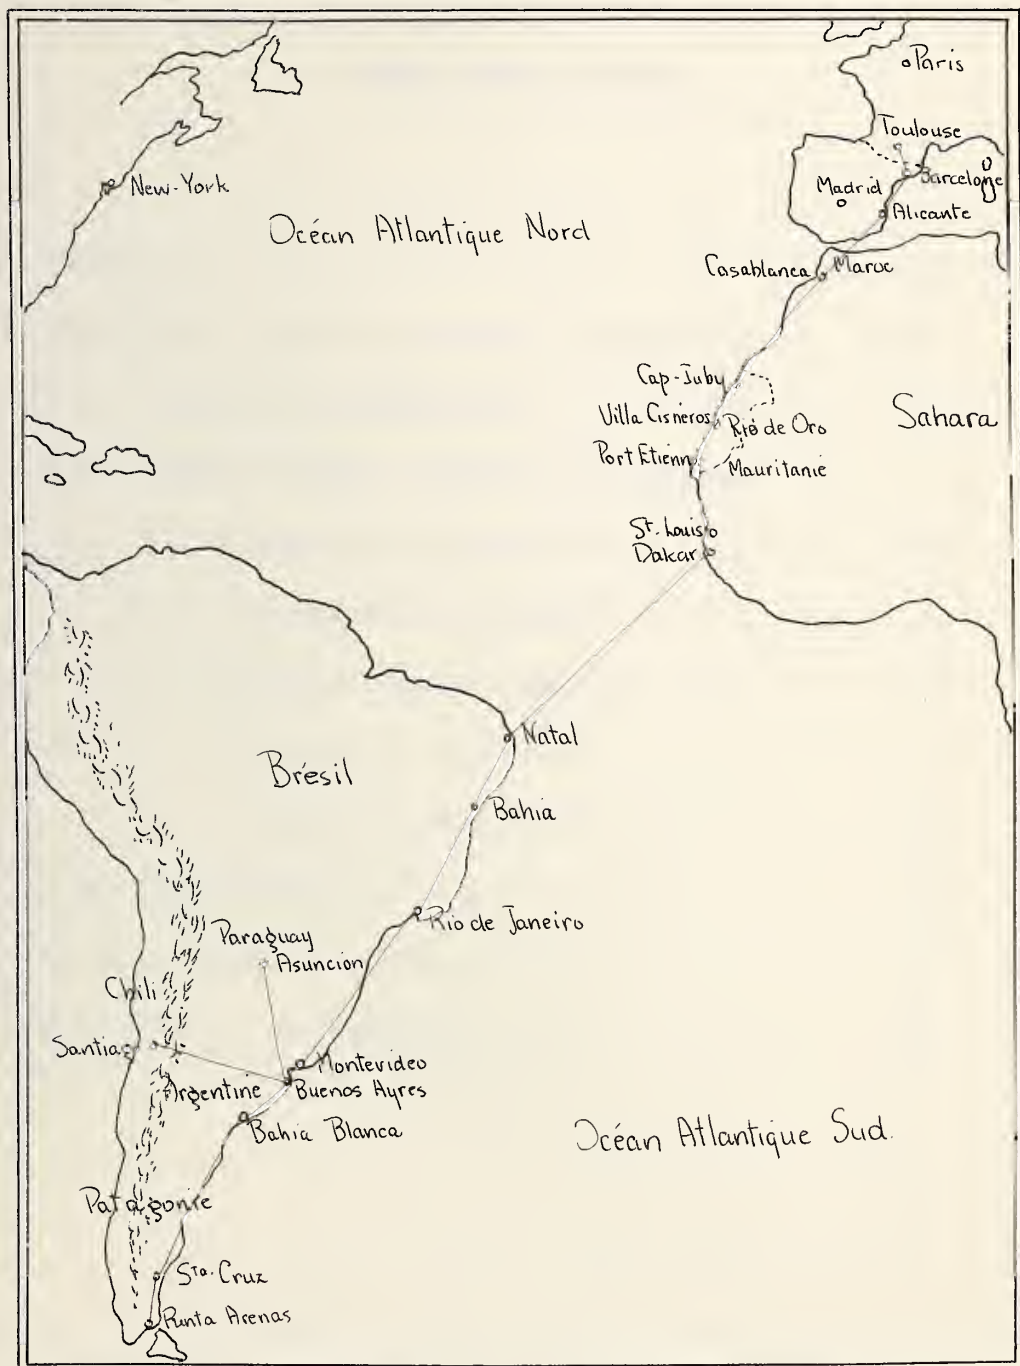 Paris
Toulouse
New-York
Madrid
Barcelone
Alicante
Océan Atlantique Nord
Casablanca
Maroc
Cap-Juby
Villa Cisneros
Rio de Oro
Sahara
Port Etienn
Mauritanie
St. Louis
Dakar
Natal
Brésil
Bahia
Rio de Janeiro
Paraguay
Asuncion
Chili
Santiag
Montevideo
Argentine
Buenos Ayres
Bahia Blanca
Océan Atlantique Sud.
Patagonie
Sta. Cruz
Punta Arenas